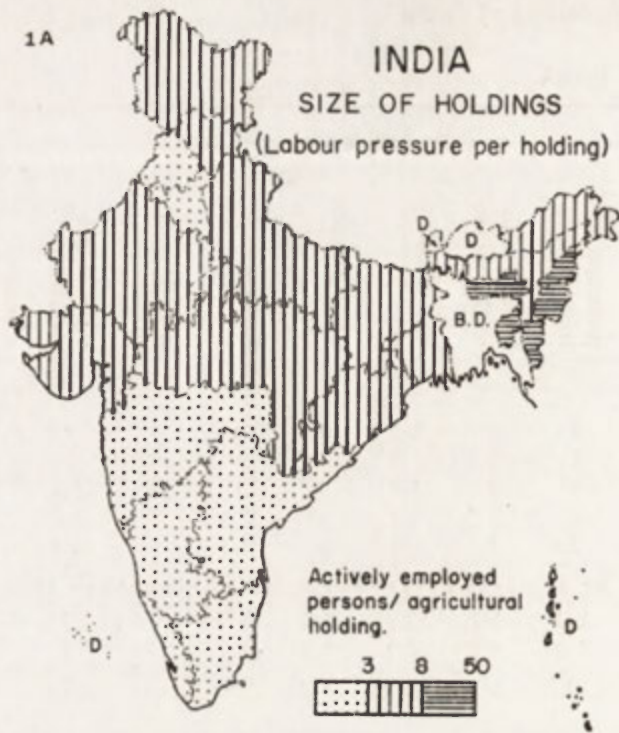 1A
INDIA
SIZE OF HOLDINGS
(Labour pressure per holding)
D
D
B.D.
Actively employed
persons/ agricultural
holding.
D
D
3 8 50